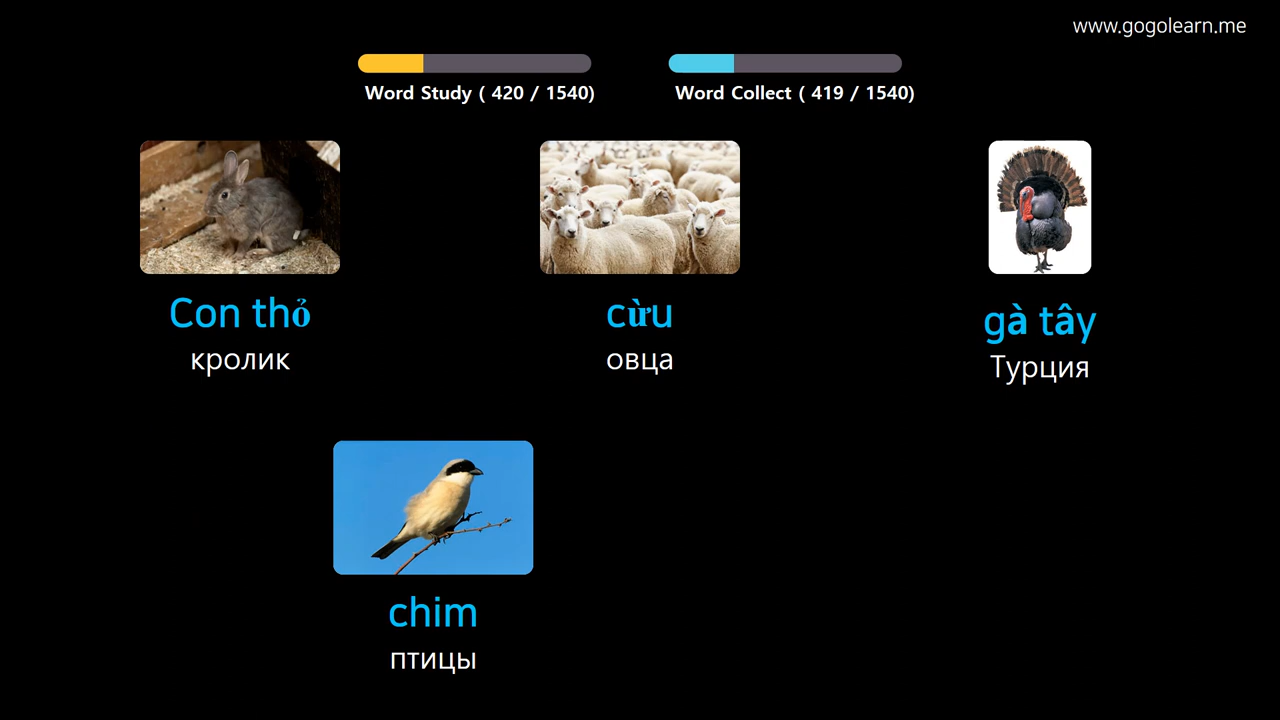 www.gogolearn.me
Word Study ( 420 / 1540)
Word Collect ( 419 / 1540)
Con thỏ
кролик
cừu
овца
gà tây
Турция
chim
птицы